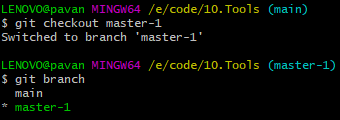 LENOVO@pavan MINGW64 /e/code/10.Tools (main)
$ git checkout master-1
Switched to branch 'master-1'
LENOVO@pavan MINGW64 /e/code/10.Tools (master-1)
$ git branch
  main
* master-1